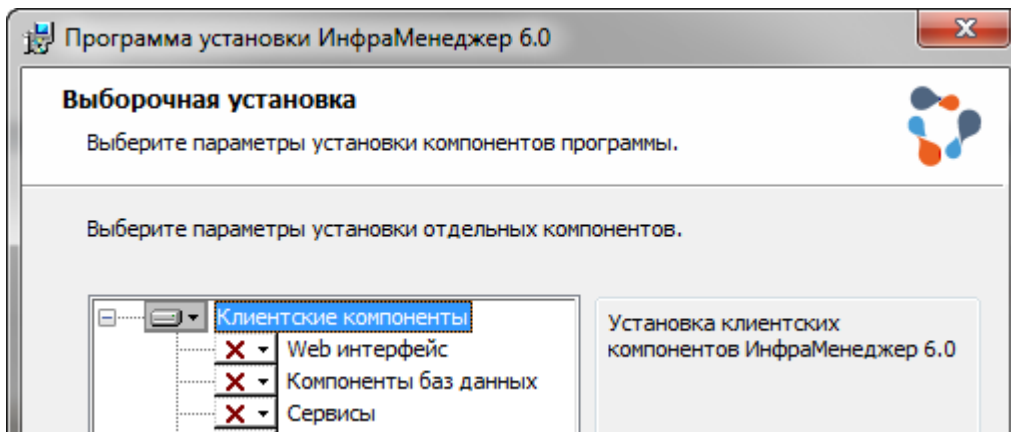 Программа установки ИнфраМенеджер 6.0
Выборочная установка
Выберите параметры установки компонентов программы.
Выберите параметры установки отдельных компонентов.
Клиентские компоненты
Web интерфейс
Компоненты баз данных
Сервисы
Установка клиентских
компонентов ИнфраМенеджер 6.0